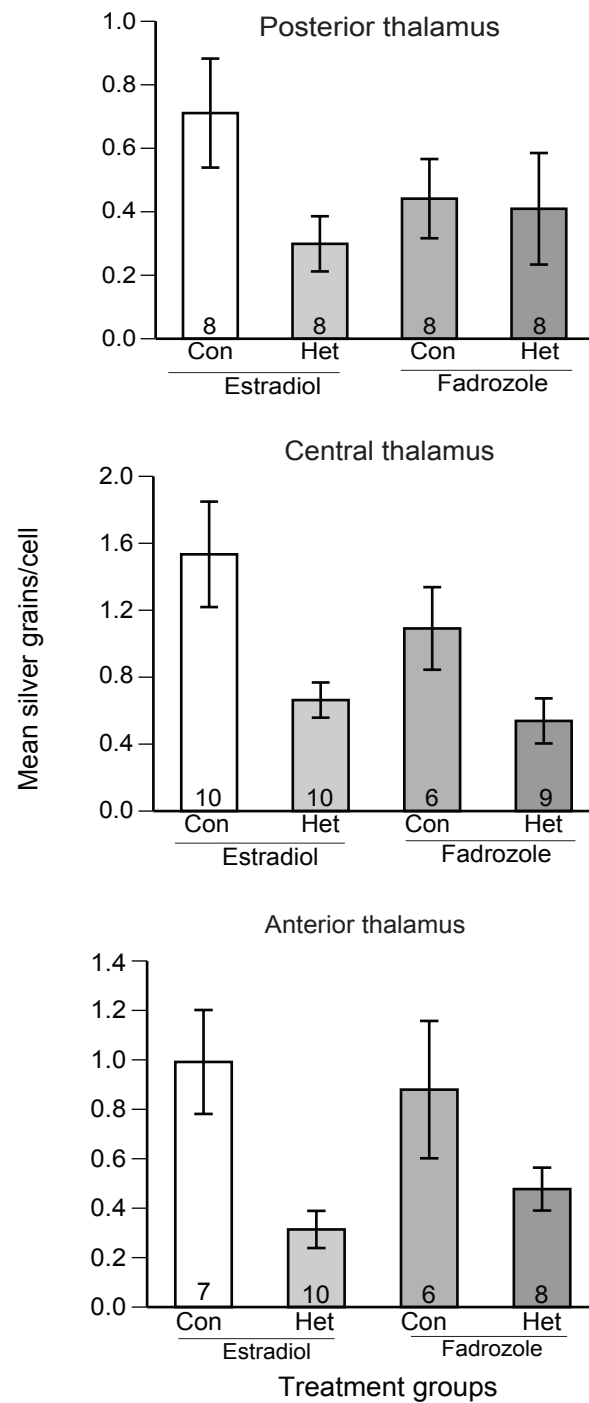 Posterior thalamus
1.0
0.8
0.6
0.4
0.2
0.0
8 8 8 8
Con Het Con Het
Estradiol Fadrozole
Central thalamus
2.0
1.6
1.2
0.8
0.4
0.0
10 10 6 9
Con Het Con Het
Estradiol Fadrozole
Mean silver grains/cell
Anterior thalamus
1.4
1.2
1.0
0.8
0.6
0.4
0.2
0.0
7 10 6 8
Con Het Con Het
Estradiol Fadrozole
Treatment groups